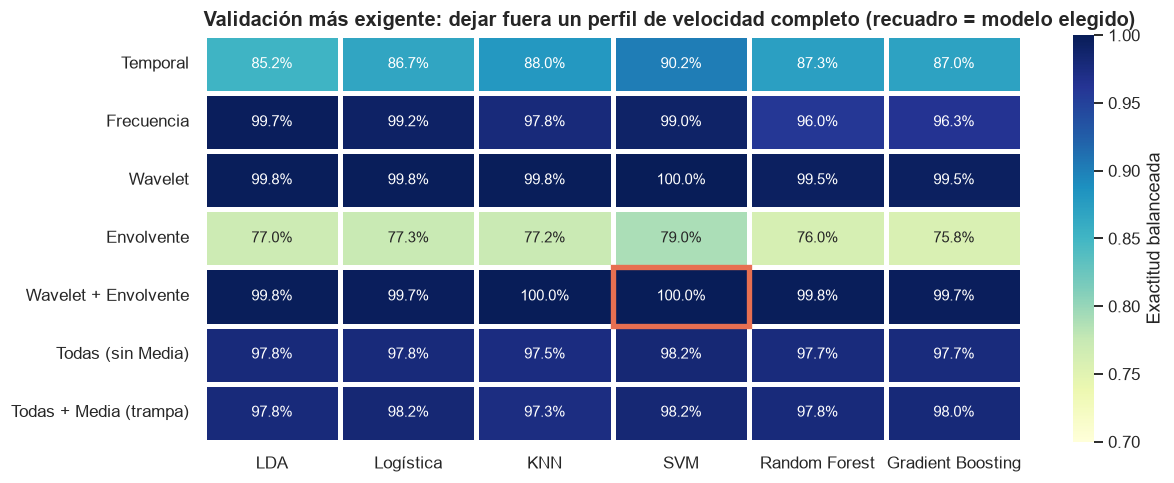 Validación más exigente: dejar fuera un perfil de velocidad completo (recuadro = modelo elegido)
Temporal 85.2% 86.7% 88.0% 90.2% 87.3% 87.0%
Frecuencia 99.7% 99.2% 97.8% 99.0% 96.0% 96.3%
Wavelet 99.8% 99.8% 99.8% 100.0% 99.5% 99.5%
Envolvente 77.0% 77.3% 77.2% 79.0% 76.0% 75.8%
Wavelet + Envolvente 99.8% 99.7% 100.0% 100.0% 99.8% 99.7%
Todas (sin Media) 97.8% 97.8% 97.5% 98.2% 97.7% 97.7%
Todas + Media (trampa) 97.8% 98.2% 97.3% 98.2% 97.8% 98.0%
LDA Logística KNN SVM Random Forest Gradient Boosting
1.00
0.95
0.90
0.85
0.80
0.75
0.70
Exactitud balanceada